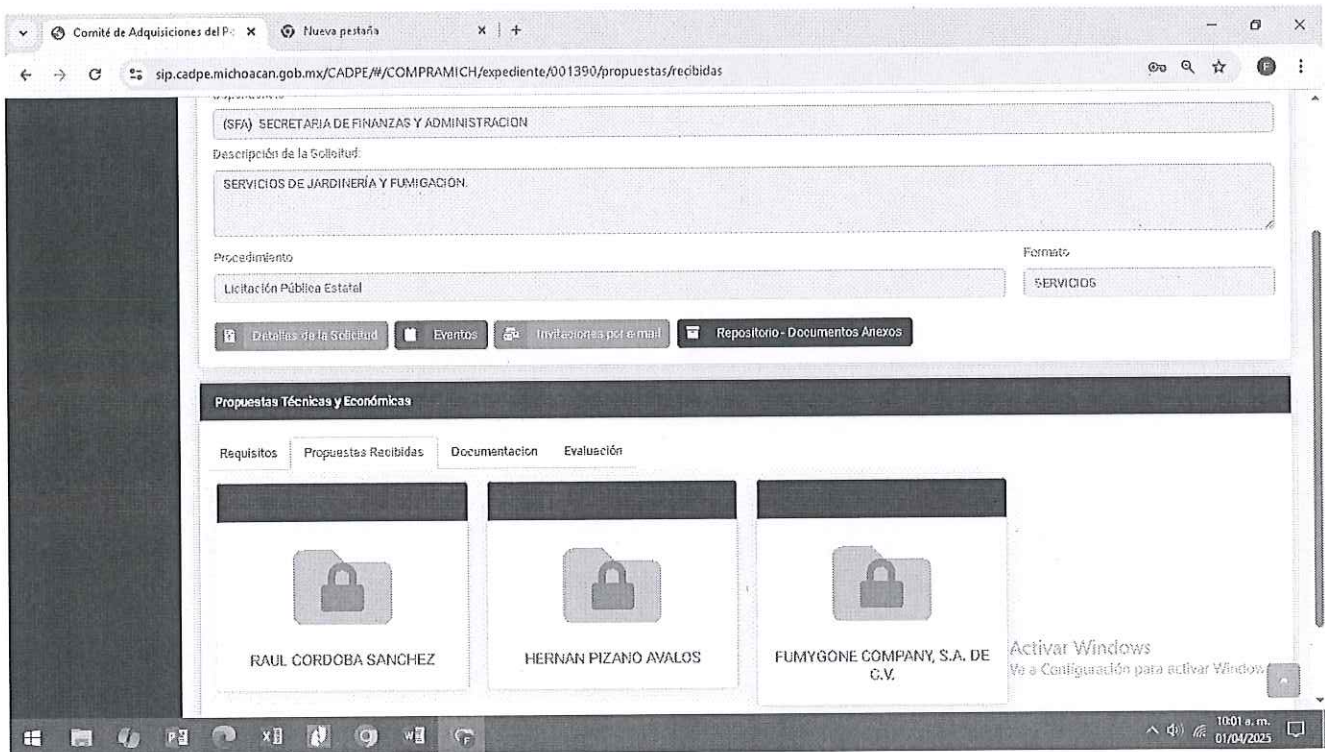 Comité de Adquisiciones del P
Nueva pestaña
sip.cadpe.michoacan.gob.mx/CADPE/#/COMPRAMICH/expediente/001390/propuestas/recibidas
(SFA) SECRETARIA DE FINANZAS Y ADMINISTRACION
Descripción de la Solicitud:
SERVICIOS DE JARDINERÍA Y FUMIGACIÓN.
Procedimiento
Formato
Licitación Pública Estatal
SERVICIOS
Detalles de la Solicitud
Eventos
Invitaciones por e-mail
Repositorio - Documentos Anexos
Propuestas Técnicas y Económicas
Requisitos
Propuestas Recibidas
Documentacion
Evaluación
RAUL CORDOBA SANCHEZ
HERNAN PIZANO AVALOS
FUMYGONE COMPANY, S.A. DE
C.V.
Activar Windows
Ve a Configuración para activar Window
10:01 a. m.
01/04/2025